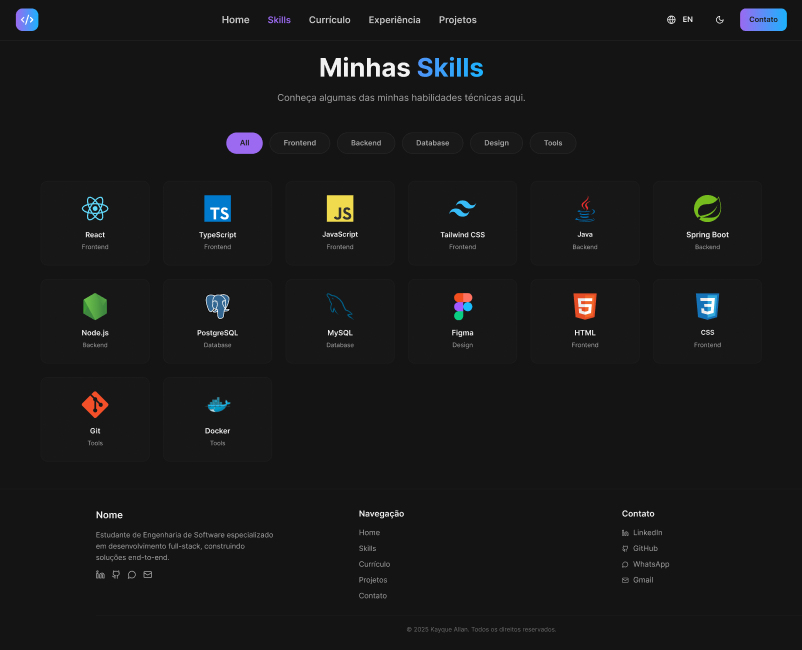 </>
Home Skills Currículo Experiência Projetos EN Contato
Minhas Skills
Conheça algumas das minhas habilidades técnicas aqui.
All Frontend Backend Database Design Tools
TS JS
React TypeScript JavaScript Tailwind CSS Java Spring Boot
Frontend Frontend Frontend Frontend Backend Backend
5 3
Node.js PostgreSQL MySQL Figma HTML CSS
Backend Database Database Design Frontend Frontend
Git Docker
Tools Tools
Nome
Estudante de Engenharia de Software especializado
em desenvolvimento full-stack, construindo
soluções end-to-end.
Navegação
Home
Skills
Currículo
Projetos
Contato
Contato
LinkedIn
GitHub
WhatsApp
Gmail
© 2025 Kayque Allan. Todos os direitos reservados.